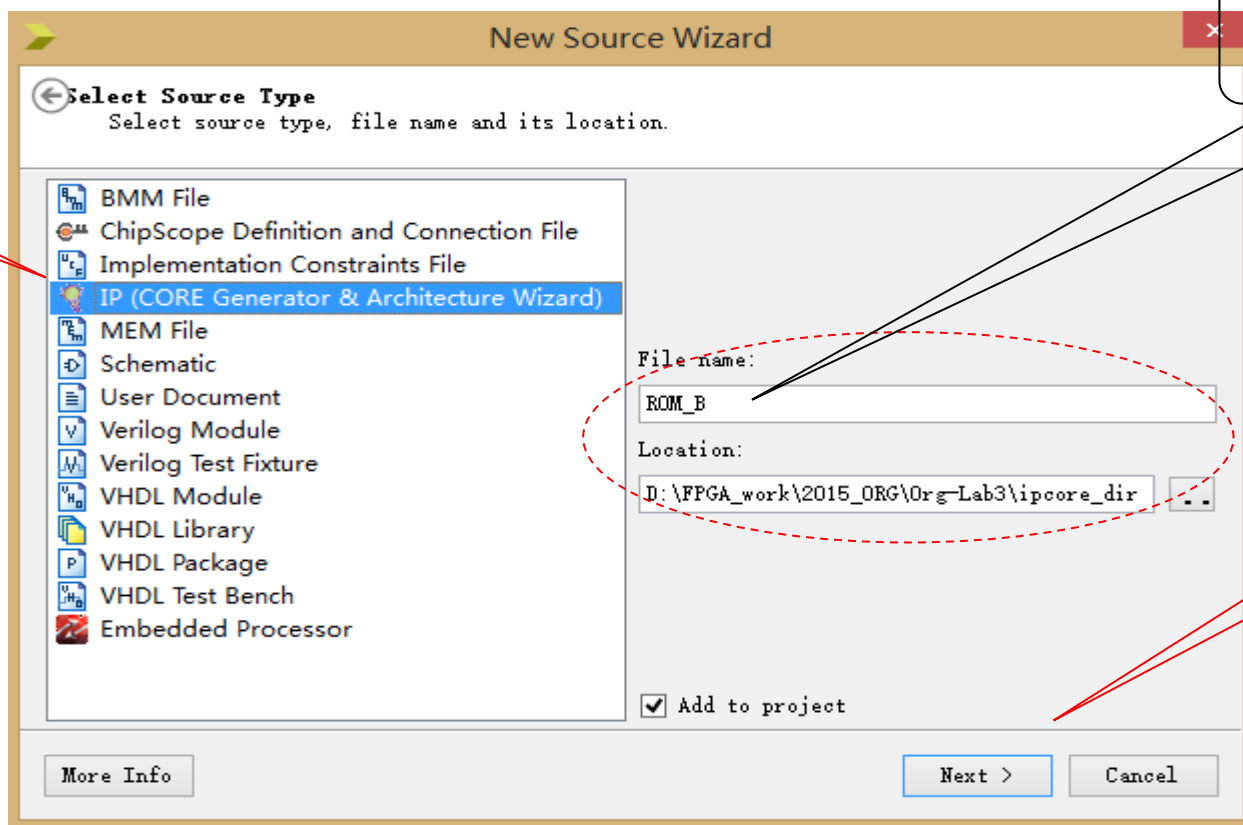 New Source Wizard
Select Source Type
Select source type, file name and its location.
BMM File
ChipScope Definition and Connection File
Implementation Constraints File
IP (CORE Generator & Architecture Wizard)
MEM File
Schematic
User Document
Verilog Module
Verilog Test Fixture
VHDL Module
VHDL Library
VHDL Package
VHDL Test Bench
Embedded Processor
File name:
ROM_B
Location:
D:\FPGA_work\2015_ORG\Org-Lab3\ipcore_dir
..
Add to project
More Info
Next >
Cancel